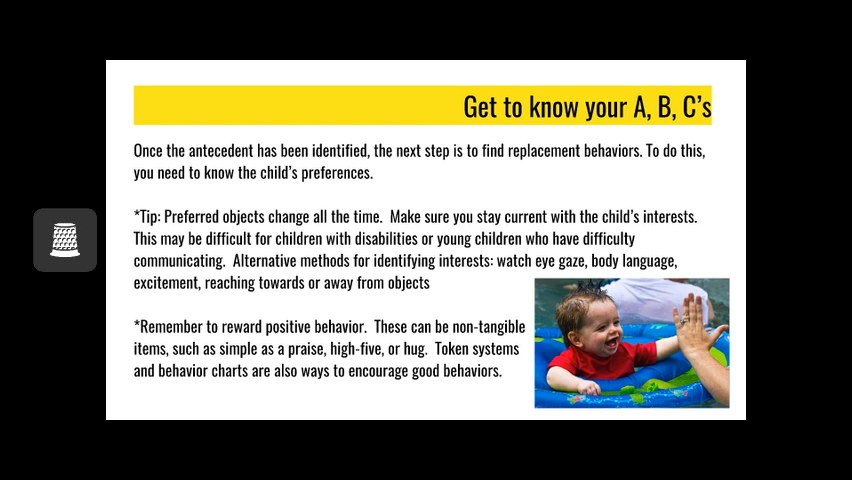 Get to know your A, B, C’s
Once the antecedent has been identified, the next step is to find replacement behaviors. To do this,
you need to know the child’s preferences.
*Tip: Preferred objects change all the time.  Make sure you stay current with the child’s interests.
This may be difficult for children with disabilities or young children who have difficulty
communicating.  Alternative methods for identifying interests: watch eye gaze, body language,
excitement, reaching towards or away from objects
*Remember to reward positive behavior.  These can be non-tangible
items, such as simple as a praise, high-five, or hug.  Token systems
and behavior charts are also ways to encourage good behaviors.